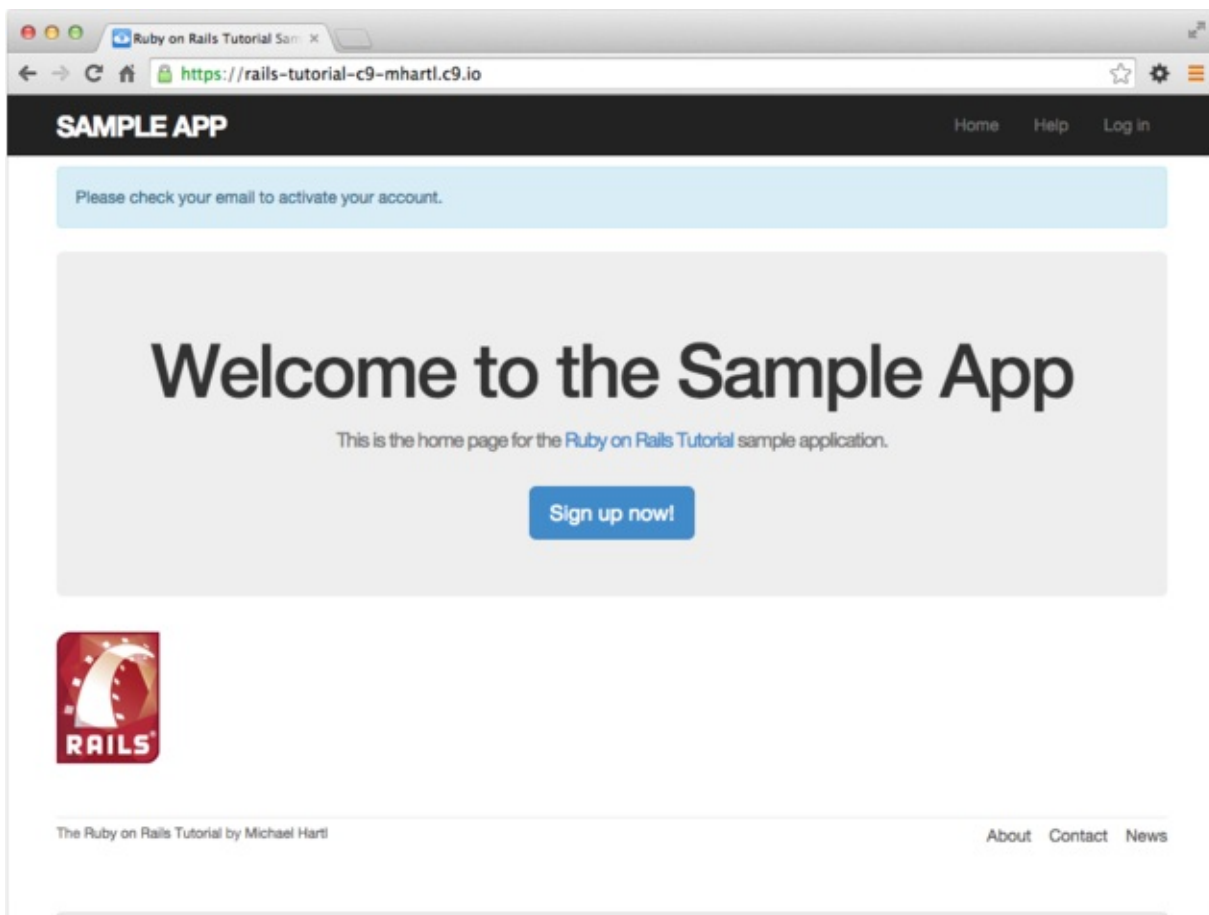 Ruby on Rails Tutorial Sam
https://rails-tutorial-c9-mhartl.c9.io
SAMPLE APP
Home Help Log in
Please check your email to activate your account.
Welcome to the Sample App
This is the home page for the Ruby on Rails Tutorial sample application.
Sign up now!
RAILS
The Ruby on Rails Tutorial by Michael Hartl
About Contact News